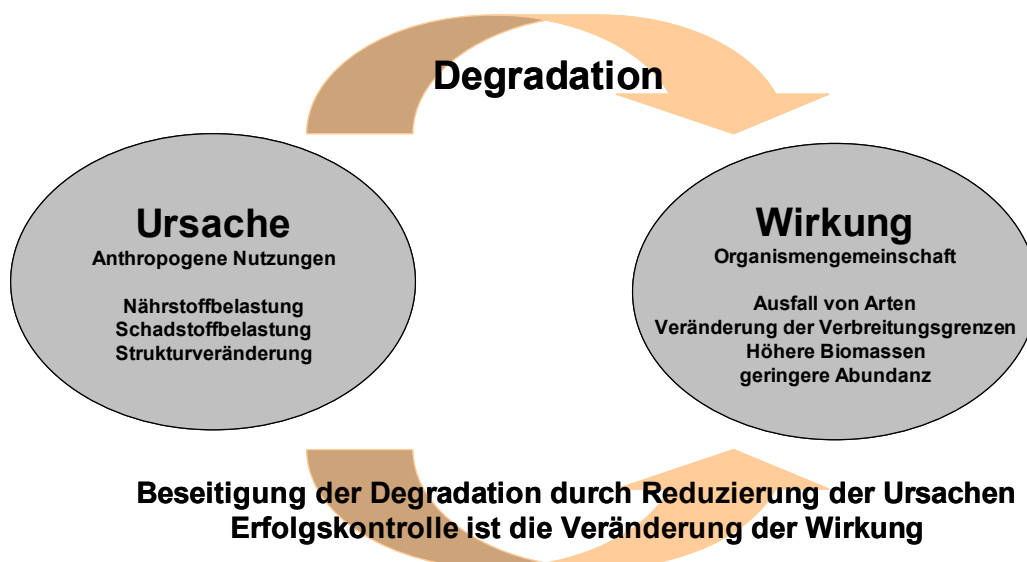 Degradation
Ursache
Anthropogene Nutzungen
Nährstoffbelastung
Schadstoffbelastung
Strukturveränderung
Wirkung
Organismengemeinschaft
Ausfall von Arten
Veränderung der Verbreitungsgrenzen
Höhere Biomassen
geringere Abundanz
Beseitigung der Degradation durch Reduzierung der Ursachen
Erfolgskontrolle ist die Veränderung der Wirkung